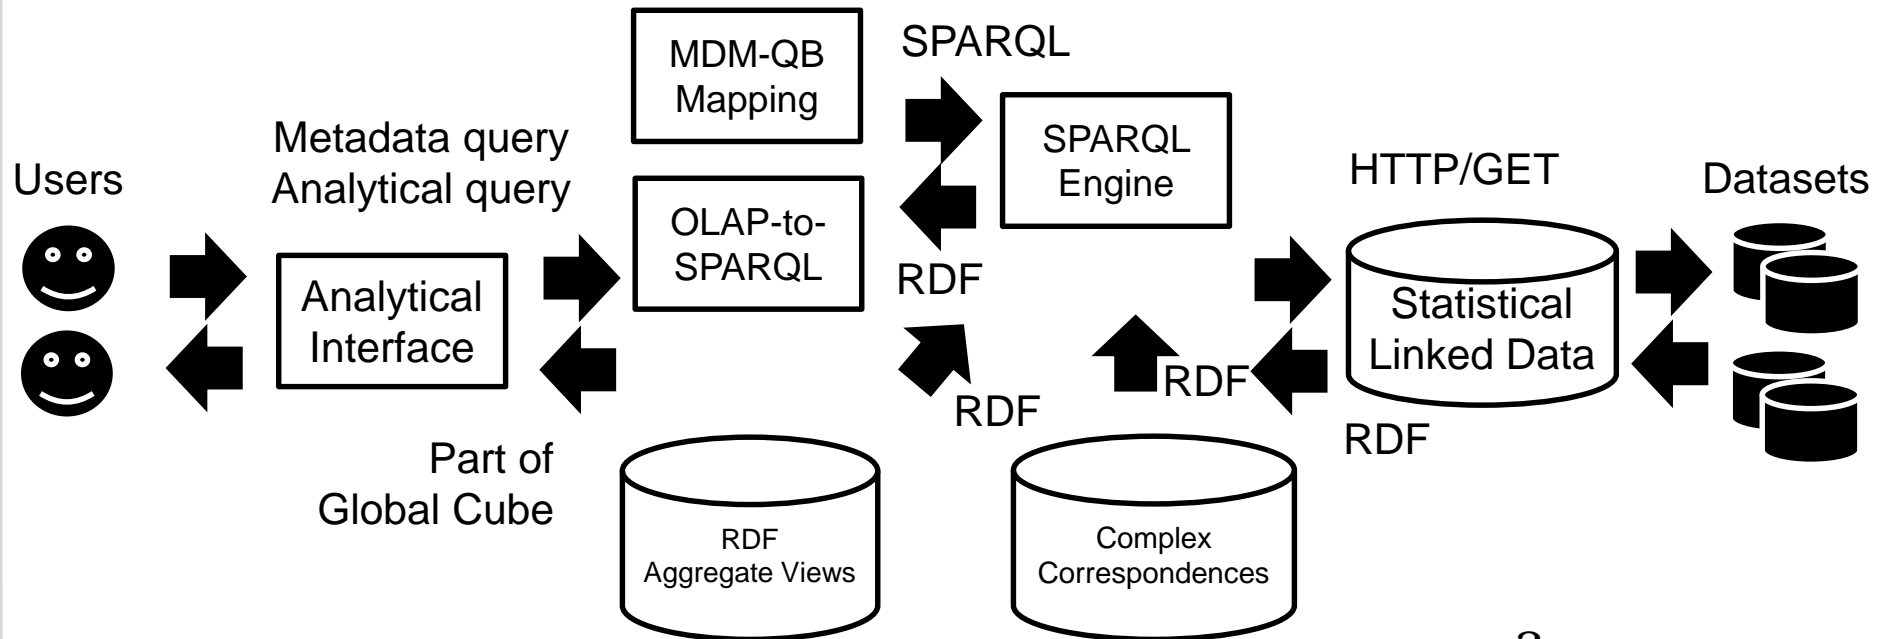 MDM-QB
Mapping
SPARQL
SPARQL
Engine
Metadata query
Analytical query
Users
HTTP/GET
Datasets
OLAP-to-
SPARQL
RDF
Analytical
Interface
Statistical
Linked Data
RDF
RDF
RDF
Part of
Global Cube
RDF
Aggregate Views
Complex
Correspondences